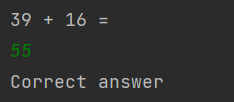 39 + 16 =
55
Correct answer